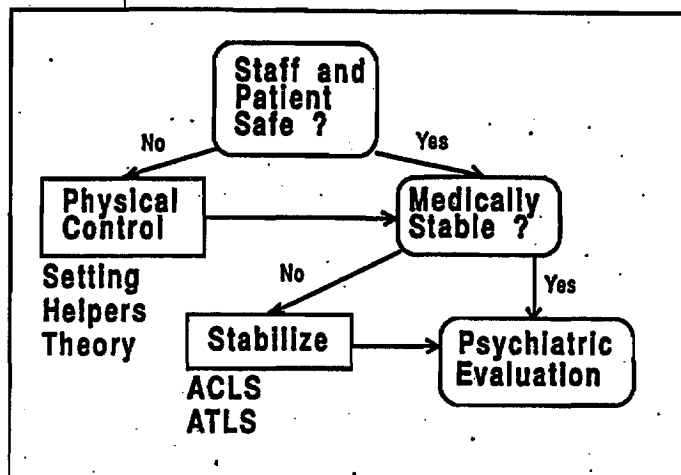 Staff and
Patient
Safe ?
No
Yes
Physical
Control
Medically
Stable ?
Setting
Helpers
Theory
No
Yes
Stabilize
Psychiatric
Evaluation
ACLS
ATLS